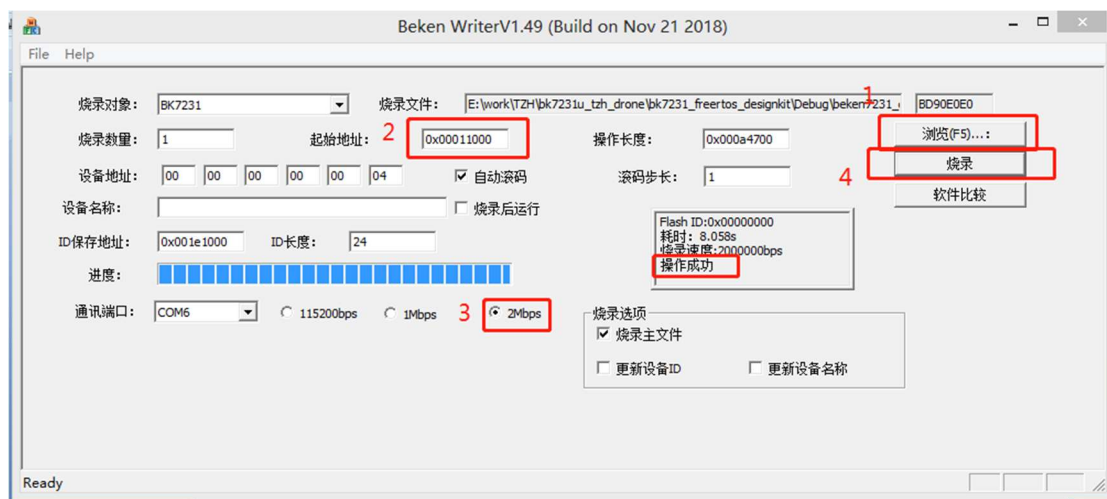 Beken WriterV1.49 (Build on Nov 21 2018)
File Help
烧录对象: BK7231 烧录文件: E:\work\TZH\bk7231u_tzh_drone\bk7231_freertos_designkit\Debug\beken7231_ 1 BD90E0E0
烧录数量: 1 起始地址: 2 0x00011000 操作长度: 0x000a4700 浏览(F5)...:
设备地址: 00 00 00 00 00 04 自动滚码 滚码步长: 1 4 烧录
设备名称: 烧录后运行 软件比较
Flash ID:0x00000000
ID保存地址: 0x001e1000 ID长度: 24 耗时: 8.058s
烧录速度:2000000bps
进度: 操作成功
通讯端口: COM6 115200bps 1Mbps 3 2Mbps 烧录选项
烧录主文件
更新设备ID 更新设备名称
Ready